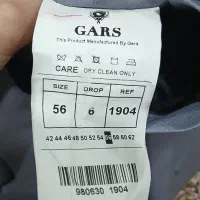 GARS
This Product Manufactured By Gars
CARE DRY CLEAN ONLY
SIZE DROP REF
56 6 1904
42 44 46 48 50 52 54 56 58 60 62
980630 1904